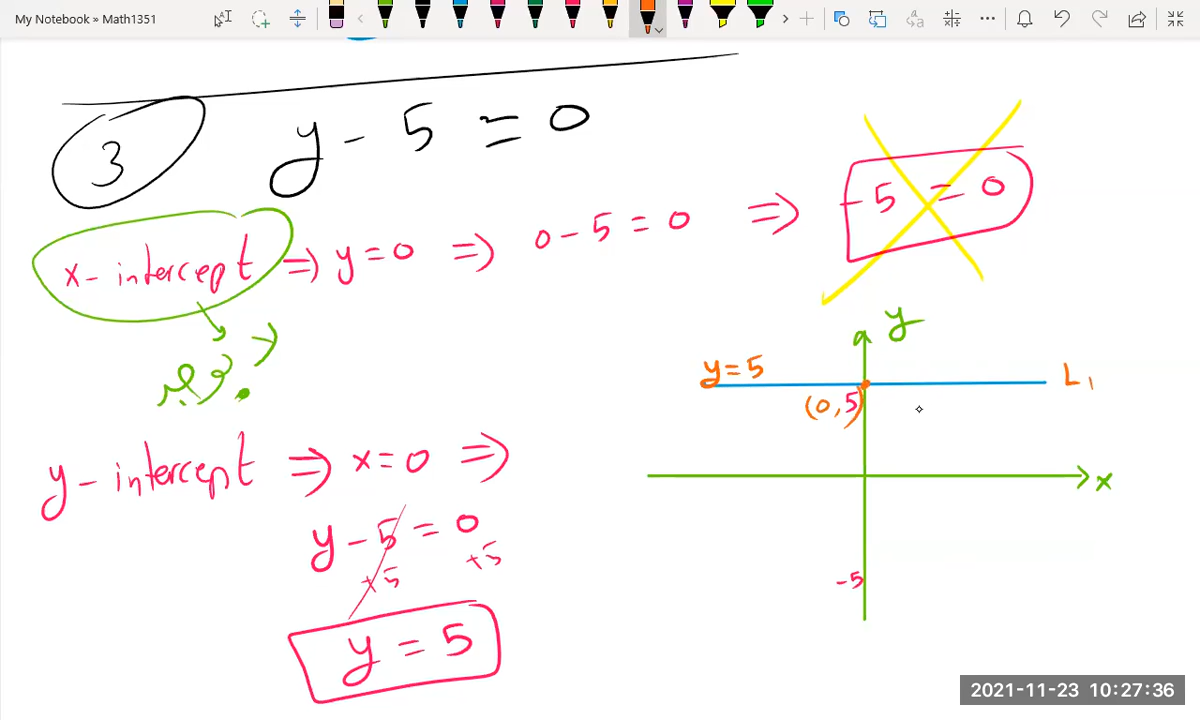 My Notebook » Math1351
3
y - 5 = 0
x-intercept ⇒ y=0 ⇒ 0-5=0 ⇒ -5=0
y
y=5
L₁
(0,5)
y-intercept ⇒ x=0 ⇒
x
y-5=0
+5 +5
-5
y=5
2021-11-23 10:27:36